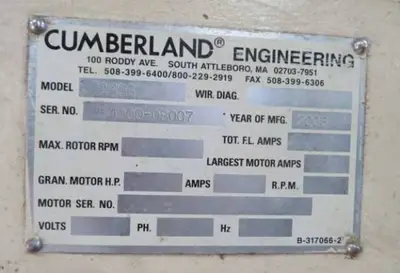 CUMBERLAND® ENGINEERING
100 RODDY AVE. SOUTH ATTLEBORO, MA 02703-7951
TEL. 508-399-6400/800-229-2919 FAX 508-399-6306
MODEL WIR. DIAG.
SER. NO. YEAR OF MFG.
TOT. F.L. AMPS
MAX. ROTOR RPM
LARGEST MOTOR AMPS
GRAN. MOTOR H.P. AMPS R.P.M.
MOTOR SER. NO.
VOLTS PH. Hz
B-317066-2